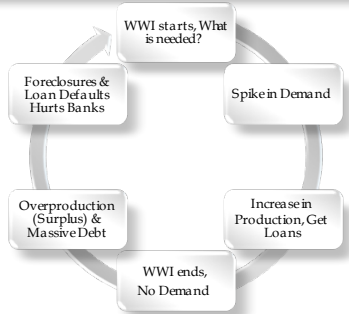 WWI starts, What
is needed?
Spike in Demand
Increase in
Production, Get
Loans
WWI ends,
No Demand
Overproduction
(Surplus) &
Massive Debt
Foreclosures &
Loan Defaults
Hurts Banks